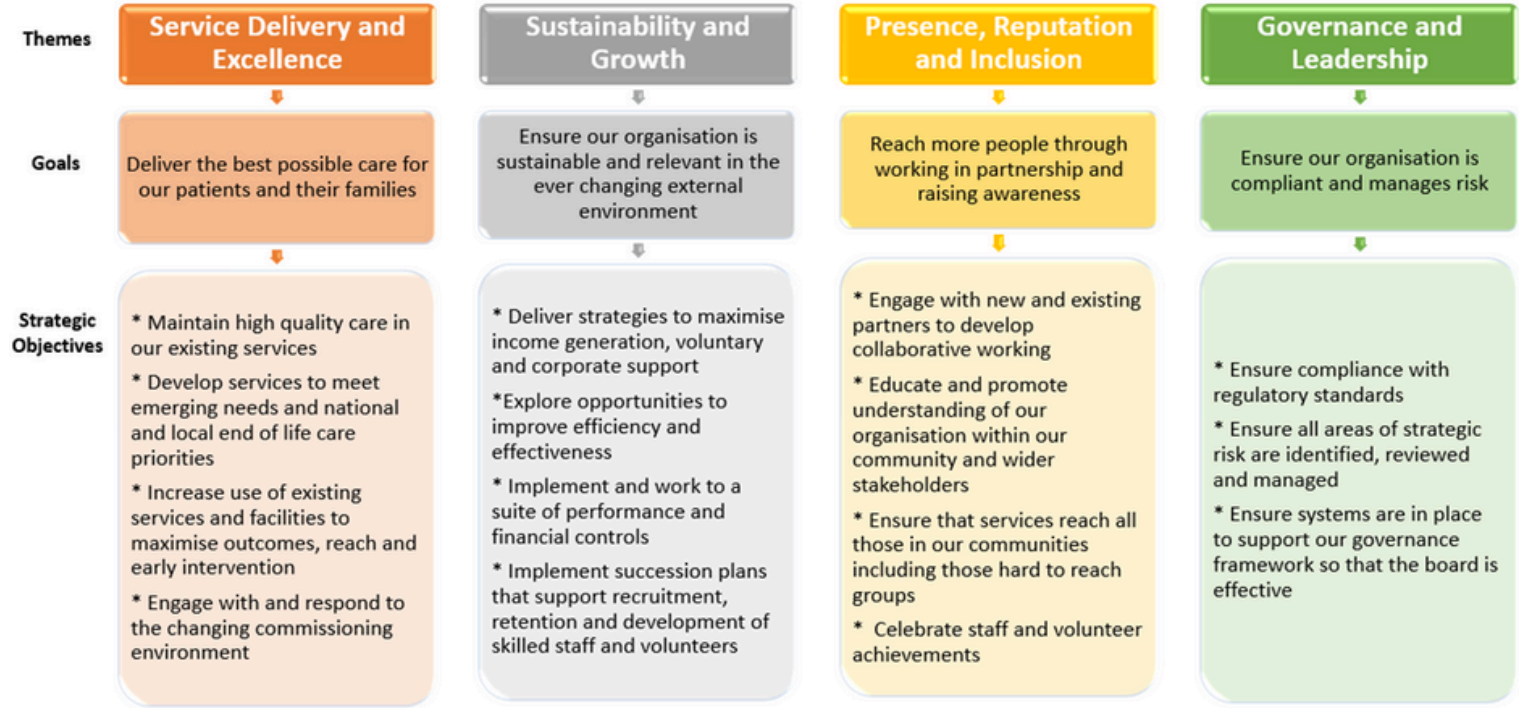 Themes
Service Delivery and
Excellence
Sustainability and
Growth
Presence, Reputation
and Inclusion
Governance and
Leadership
Goals
Deliver the best possible care for
our patients and their families
Ensure our organisation is
sustainable and relevant in the
ever changing external
environment
Reach more people through
working in partnership and
raising awareness
Ensure our organisation is
compliant and manages risk
Strategic
Objectives
* Maintain high quality care in
our existing services
* Develop services to meet
emerging needs and national
and local end of life care
priorities
* Increase use of existing
services and facilities to
maximise outcomes, reach and
early intervention
* Engage with and respond to
the changing commissioning
environment
* Deliver strategies to maximise
income generation, voluntary
and corporate support
*Explore opportunities to
improve efficiency and
effectiveness
* Implement and work to a
suite of performance and
financial controls
* Implement succession plans
that support recruitment,
retention and development of
skilled staff and volunteers
* Engage with new and existing
partners to develop
collaborative working
* Educate and promote
understanding of our
organisation within our
community and wider
stakeholders
* Ensure that services reach all
those in our communities
including those hard to reach
groups
* Celebrate staff and volunteer
achievements
* Ensure compliance with
regulatory standards
* Ensure all areas of strategic
risk are identified, reviewed
and managed
* Ensure systems are in place
to support our governance
framework so that the board is
effective